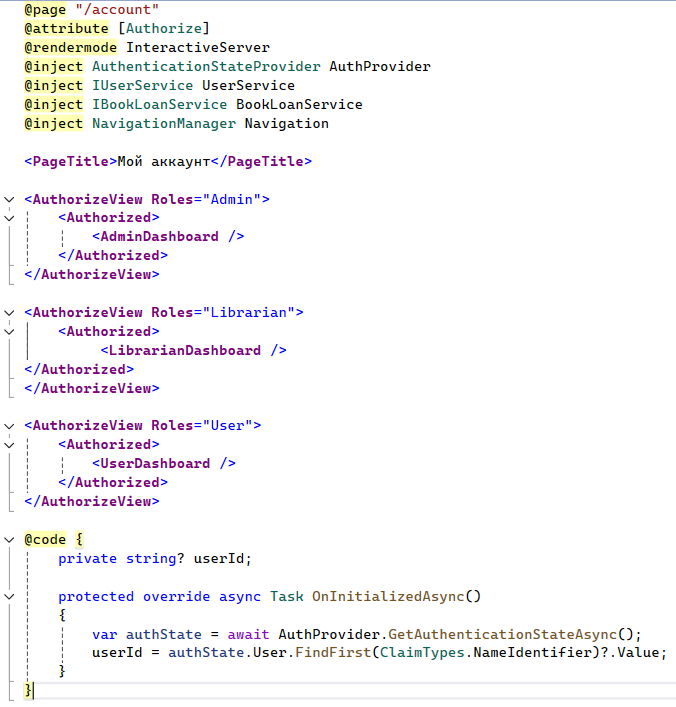 @page "/account"
@attribute [Authorize]
@rendermode InteractiveServer
@inject AuthenticationStateProvider AuthProvider
@inject IUserService UserService
@inject IBookLoanService BookLoanService
@inject NavigationManager Navigation

<PageTitle>Мой аккаунт</PageTitle>

<AuthorizeView Roles="Admin">
    <Authorized>
        <AdminDashboard />
    </Authorized>
</AuthorizeView>

<AuthorizeView Roles="Librarian">
    <Authorized>
         <LibrarianDashboard />
</Authorized>
</AuthorizeView>

<AuthorizeView Roles="User">
    <Authorized>
        <UserDashboard />
    </Authorized>
</AuthorizeView>

@code {
    private string? userId;

    protected override async Task OnInitializedAsync()
    {
        var authState = await AuthProvider.GetAuthenticationStateAsync();
        userId = authState.User.FindFirst(ClaimTypes.NameIdentifier)?.Value;
    }
}